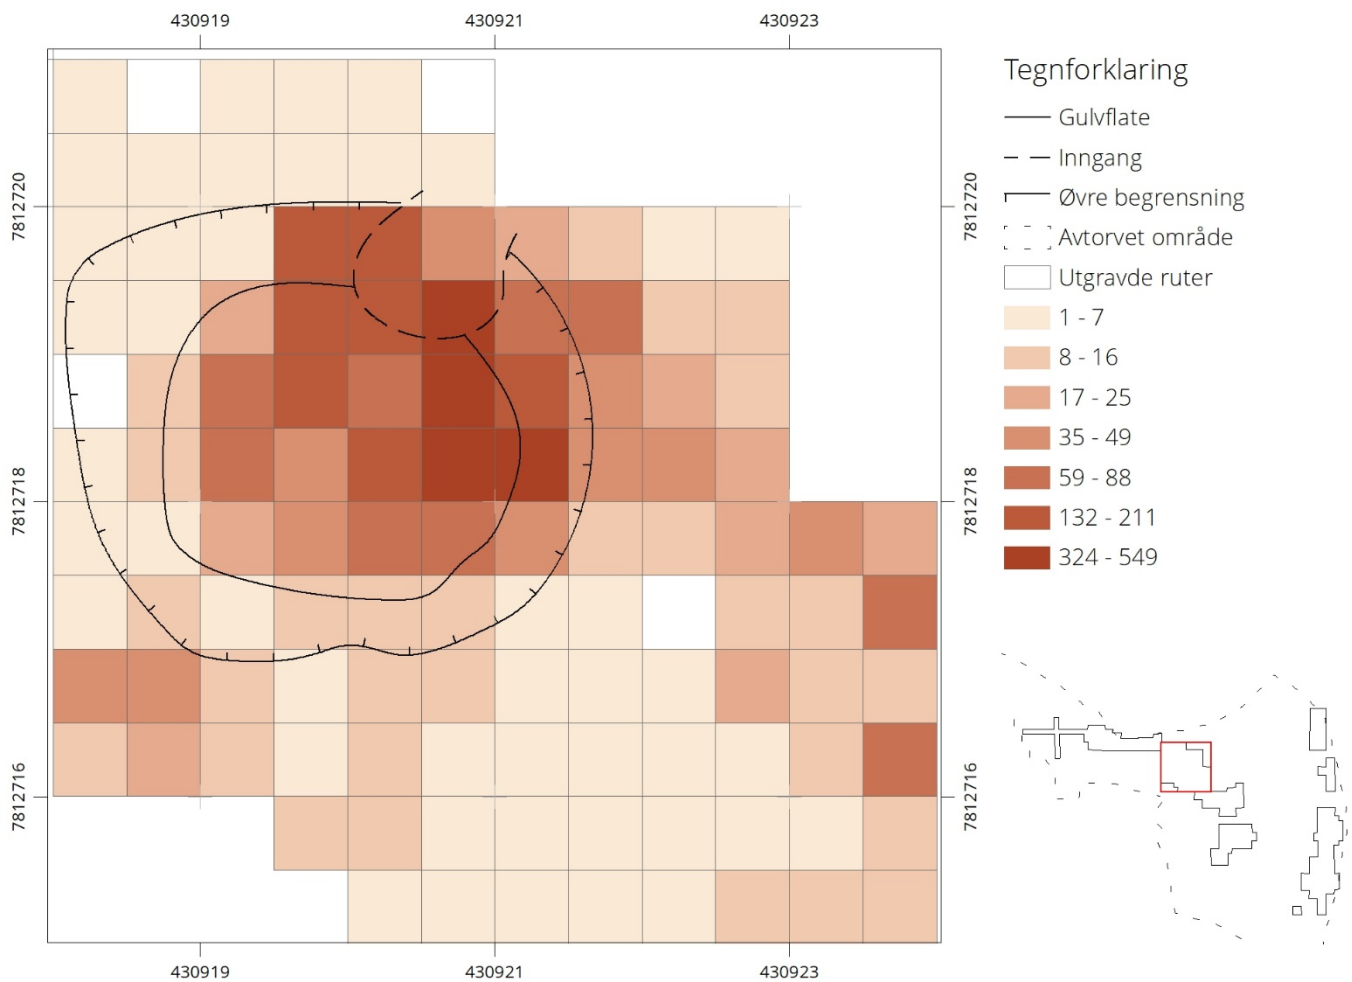 430919 430921 430923
7812720 7812720
7812718 7812718
7812716 7812716
430919 430921 430923
Tegnforklaring
Gulvflate
Inngang
Øvre begrensning
Avtorvet område
Utgravde ruter
1 - 7
8 - 16
17 - 25
35 - 49
59 - 88
132 - 211
324 - 549